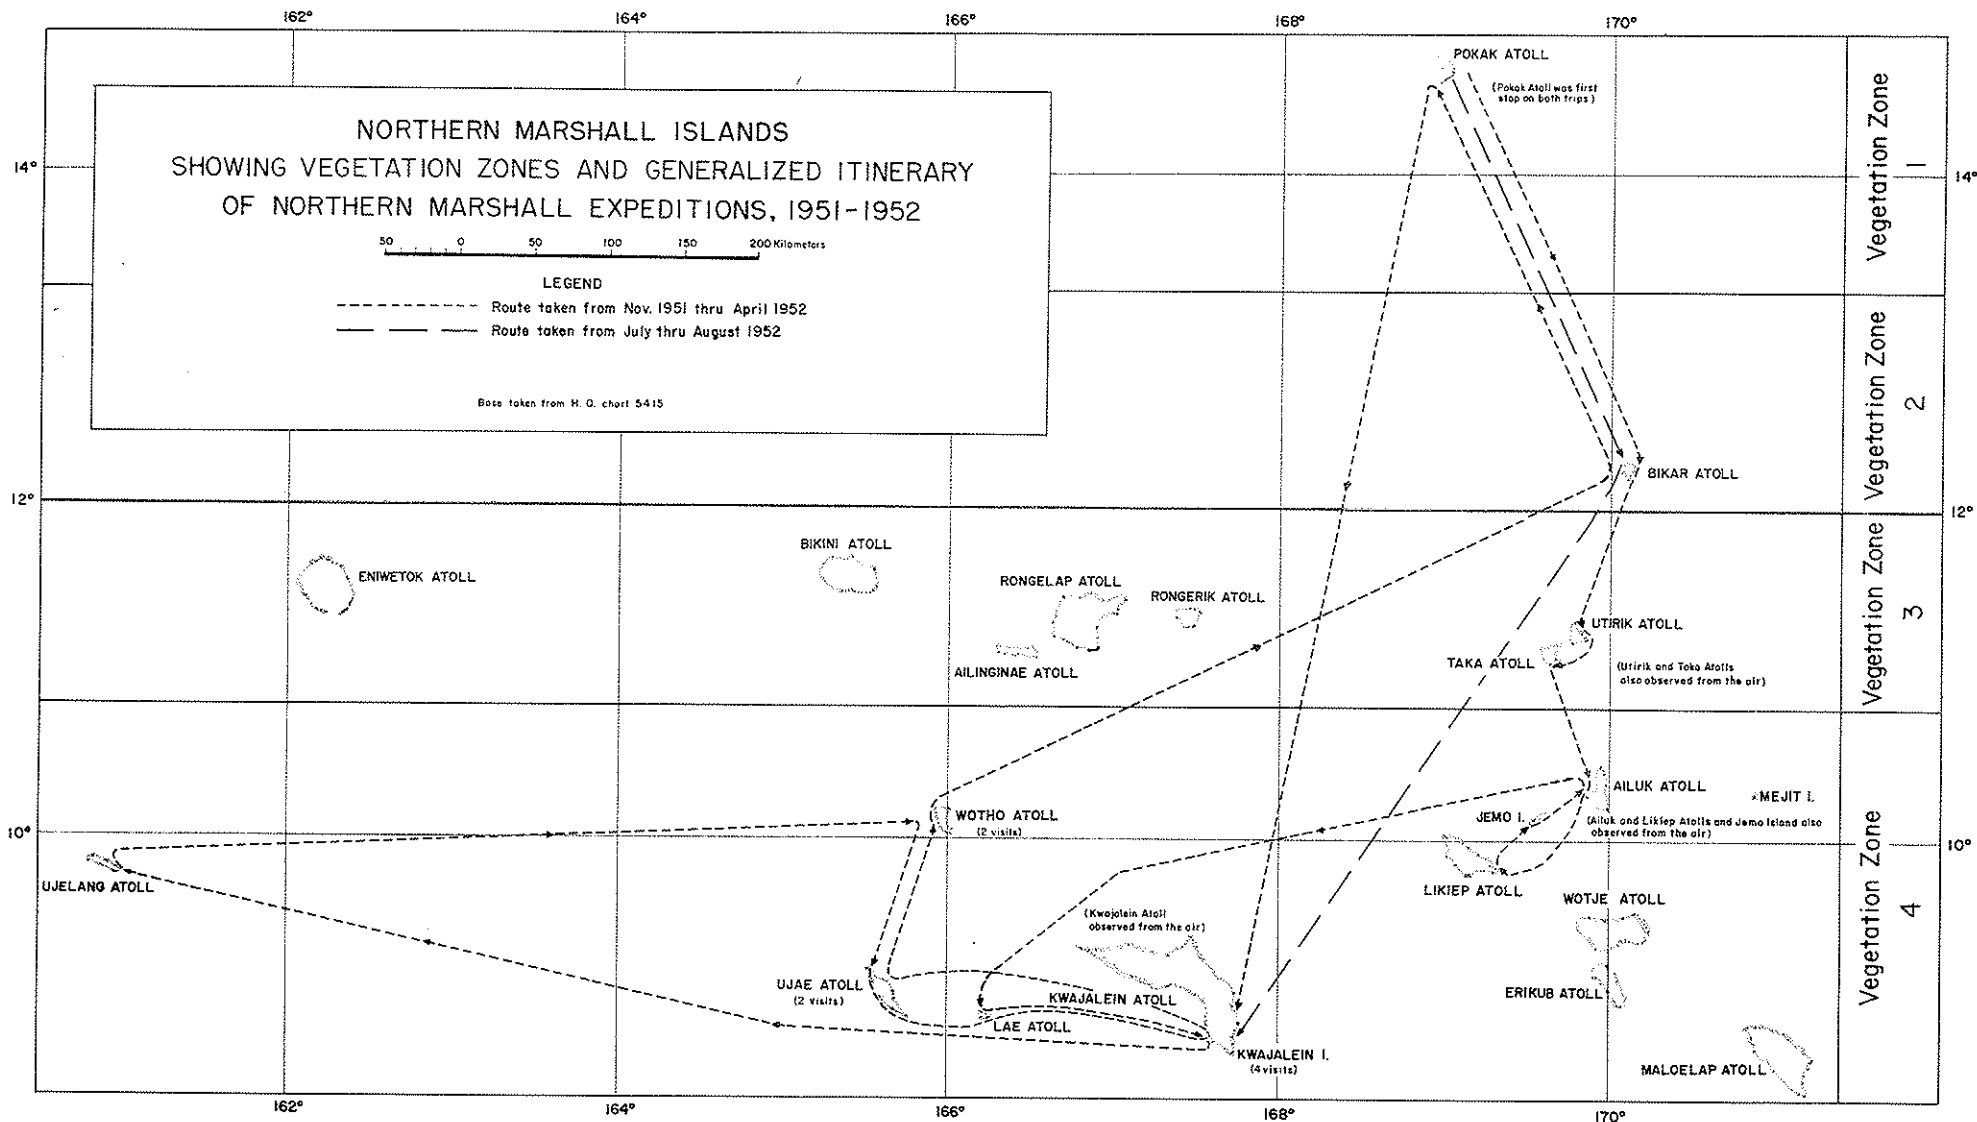 162°
164°
166°
168°
170°
POKAK ATOLL
(Pokak Atoll was first
stop on both trips)
NORTHERN MARSHALL ISLANDS
SHOWING VEGETATION ZONES AND GENERALIZED ITINERARY
OF NORTHERN MARSHALL EXPEDITIONS, 1951-1952
50 0 50 100 150 200 Kilometers
LEGEND
Route taken from Nov. 1951 thru April 1952
Route taken from July thru August 1952
Base taken from H. O. chart 5415
Vegetation Zone
1
14°
14°
Vegetation Zone
2
BIKAR ATOLL
12°
12°
ENIWETOK ATOLL
BIKINI ATOLL
RONGELAP ATOLL
RONGERIK ATOLL
AILINGINAE ATOLL
UTIRIK ATOLL
TAKA ATOLL
(Utirik and Taka Atolls
also observed from the air)
Vegetation Zone
3
WOTHO ATOLL
(2 visits)
AILUK ATOLL
MEJIT I.
JEMO I.
(Ailuk and Likiep Atolls and Jemo Island also
observed from the air)
10°
10°
UJELANG ATOLL
LIKIEP ATOLL
WOTJE ATOLL
(Kwajalein Atoll
observed from the air)
UJAE ATOLL
(2 visits)
KWAJALEIN ATOLL
LAE ATOLL
ERIKUB ATOLL
KWAJALEIN I.
(4 visits)
MALOELAP ATOLL
Vegetation Zone
4
162°
164°
166°
168°
170°